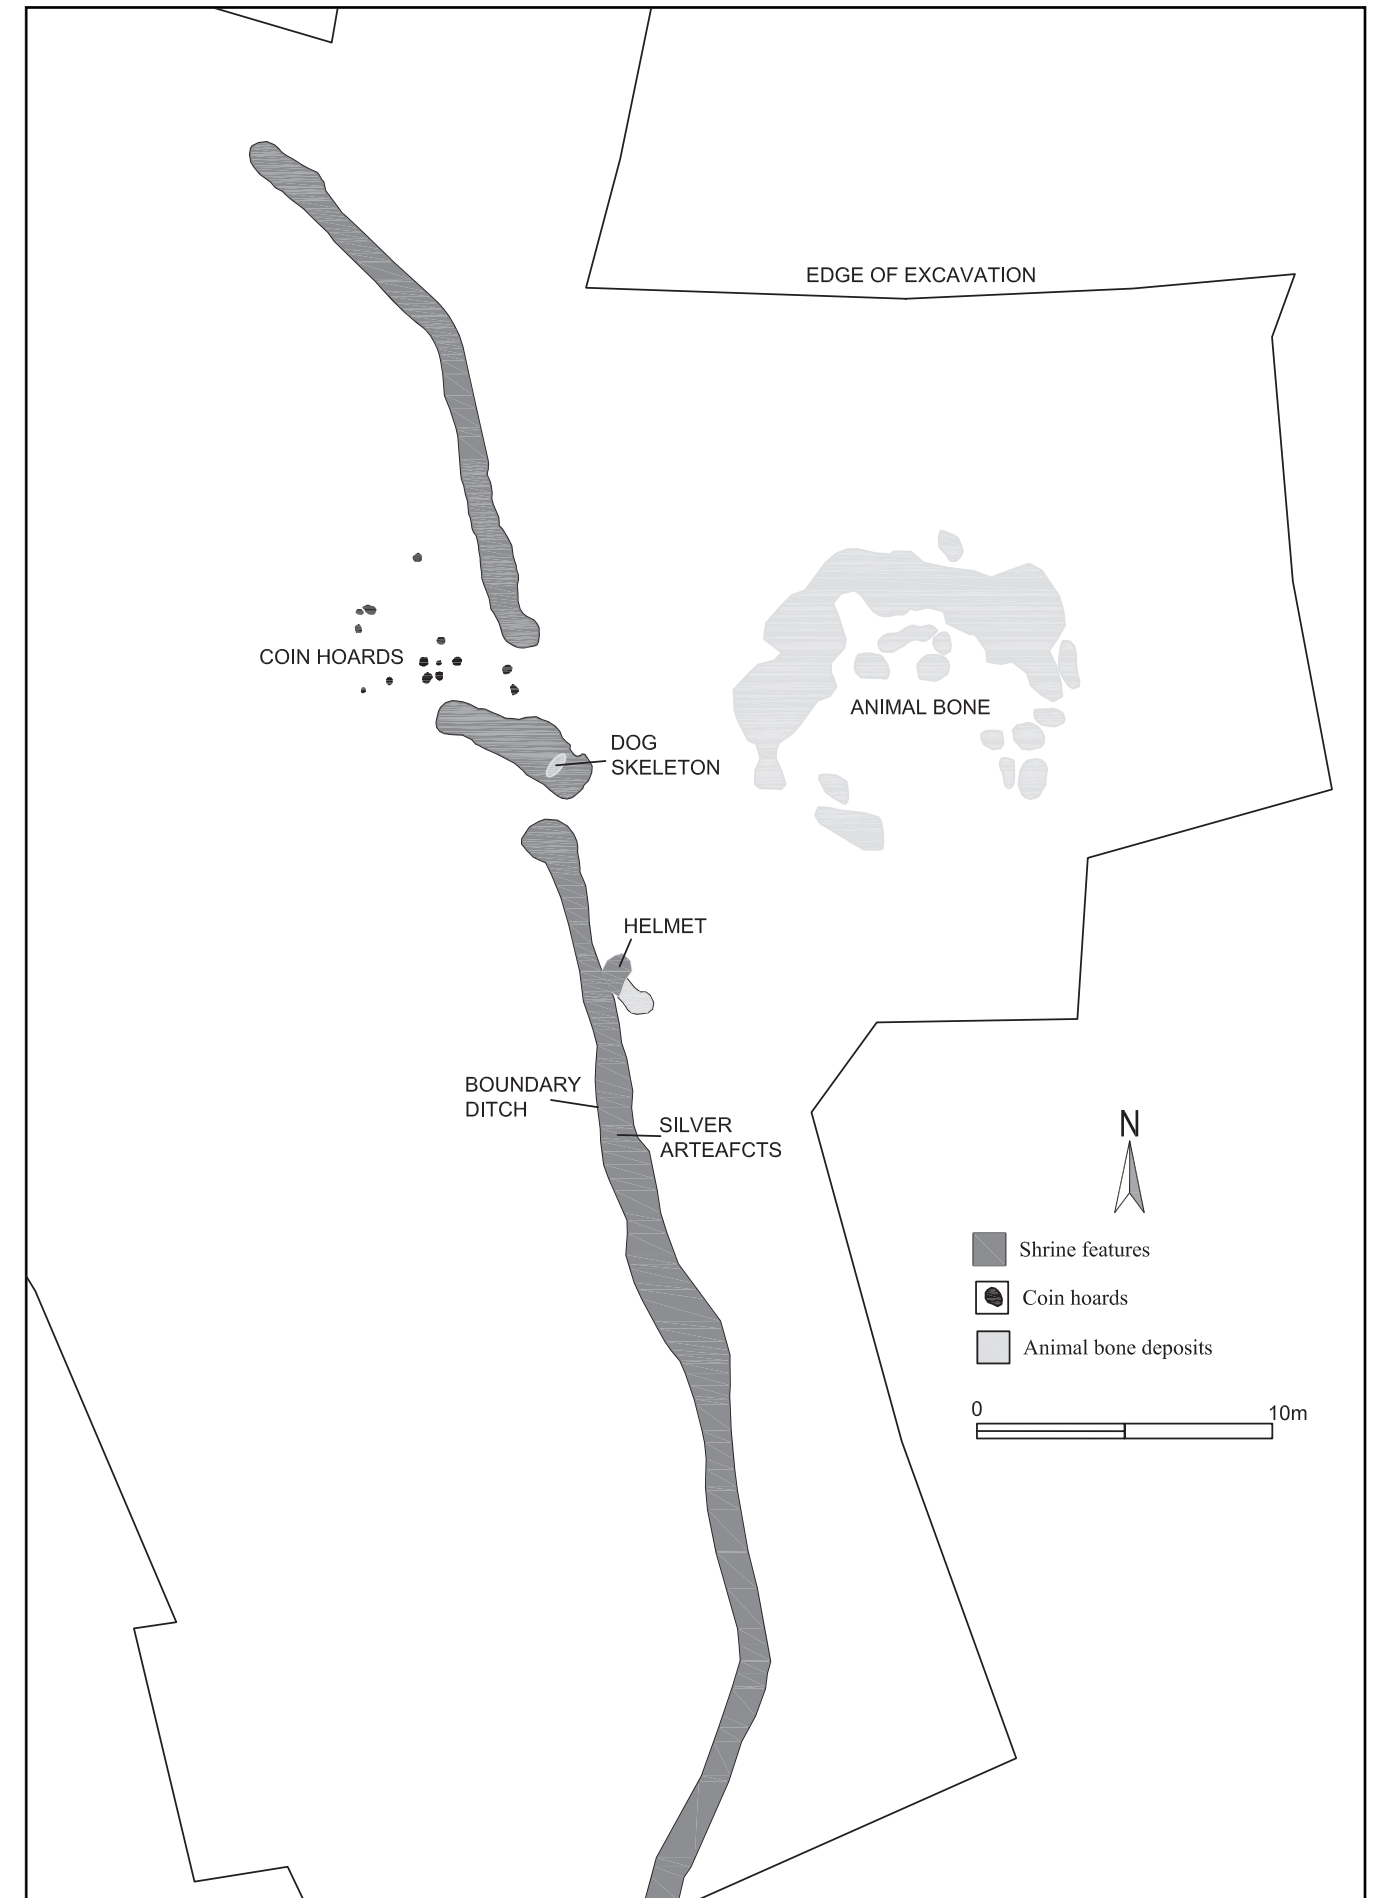 EDGE OF EXCAVATION
COIN HOARDS
ANIMAL BONE
DOG
SKELETON
HELMET
BOUNDARY
DITCH
SILVER
ARTEAFCTS
N
Shrine features
Coin hoards
Animal bone deposits
0
10m